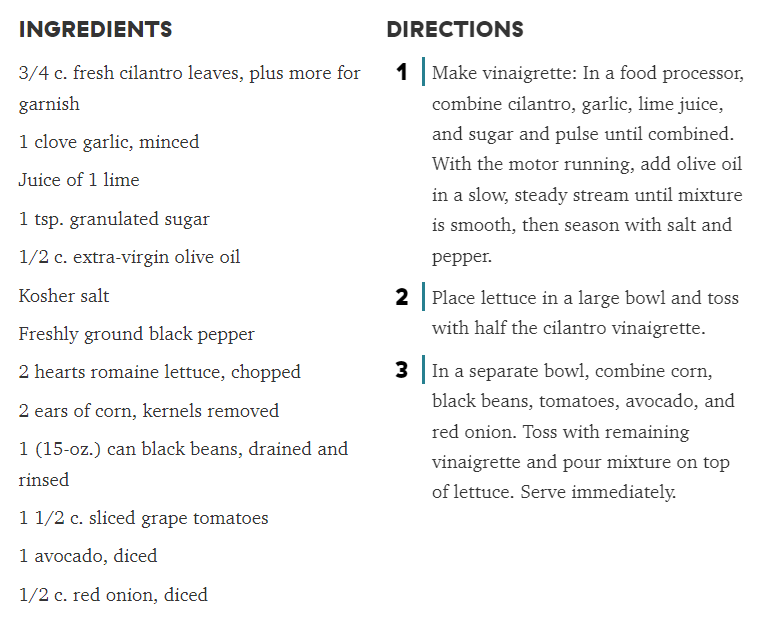 INGREDIENTS
3/4 c. fresh cilantro leaves, plus more for
garnish
1 clove garlic, minced
Juice of 1 lime
1 tsp. granulated sugar
1/2 c. extra-virgin olive oil
Kosher salt
Freshly ground black pepper
2 hearts romaine lettuce, chopped
2 ears of corn, kernels removed
1 (15-oz.) can black beans, drained and
rinsed
1 1/2 c. sliced grape tomatoes
1 avocado, diced
1/2 c. red onion, diced
DIRECTIONS
1 Make vinaigrette: In a food processor,
combine cilantro, garlic, lime juice,
and sugar and pulse until combined.
With the motor running, add olive oil
in a slow, steady stream until mixture
is smooth, then season with salt and
pepper.
2 Place lettuce in a large bowl and toss
with half the cilantro vinaigrette.
3 In a separate bowl, combine corn,
black beans, tomatoes, avocado, and
red onion. Toss with remaining
vinaigrette and pour mixture on top
of lettuce. Serve immediately.